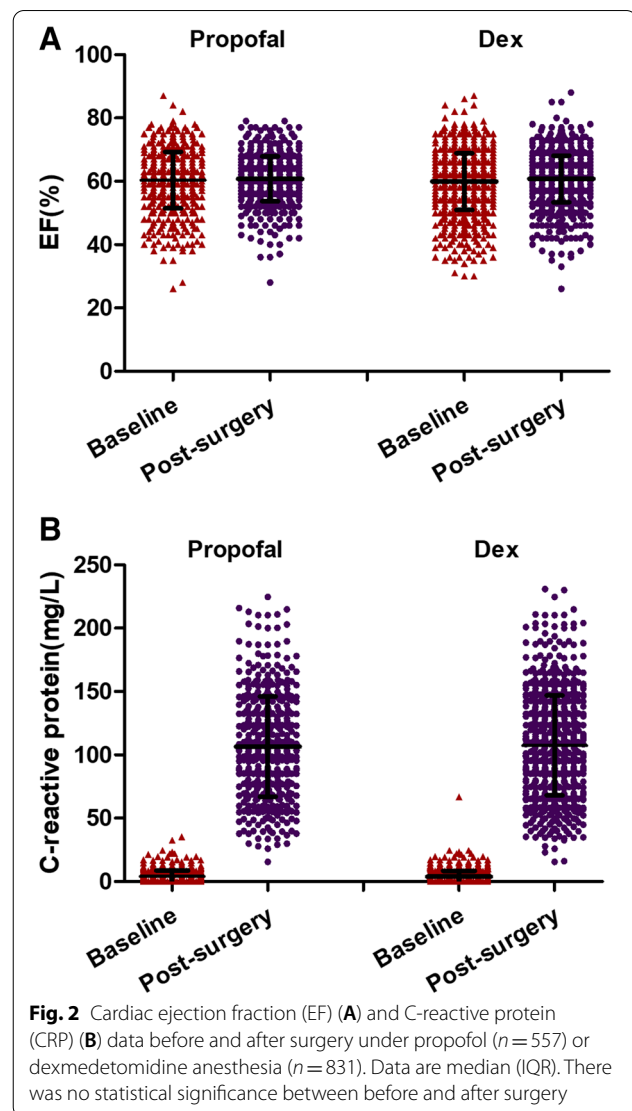 A
Propofal Dex
EF(%)
100
80
60
40
20
0
Baseline Post-surgery Baseline Post-surgery
B
Propofal Dex
C-reactive protein(mg/L)
250
200
150
100
50
0
Baseline Post-surgery Baseline Post-surgery
Fig. 2 Cardiac ejection fraction (EF) (A) and C-reactive protein
(CRP) (B) data before and after surgery under propofol (n = 557) or
dexmedetomidine anesthesia (n = 831). Data are median (IQR). There
was no statistical significance between before and after surgery